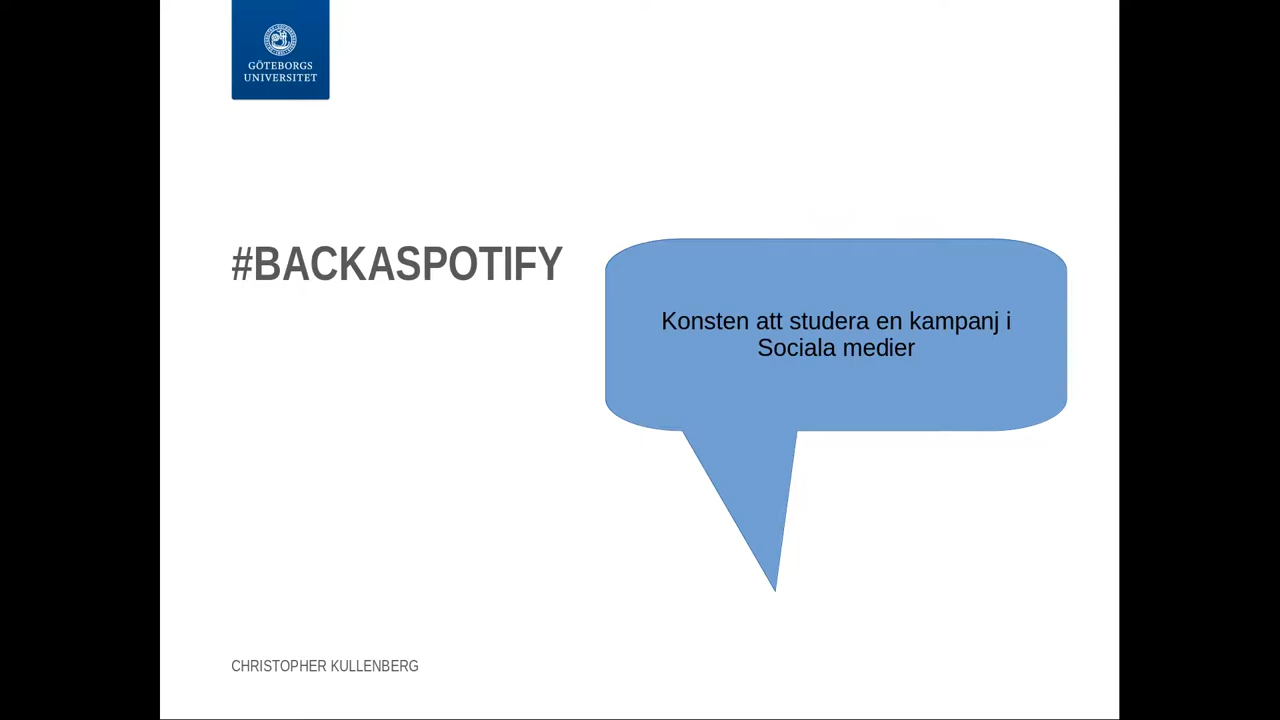 GÖTEBORGS
UNIVERSITET
#BACKASPOTIFY
Konsten att studera en kampanj i
Sociala medier
CHRISTOPHER KULLENBERG